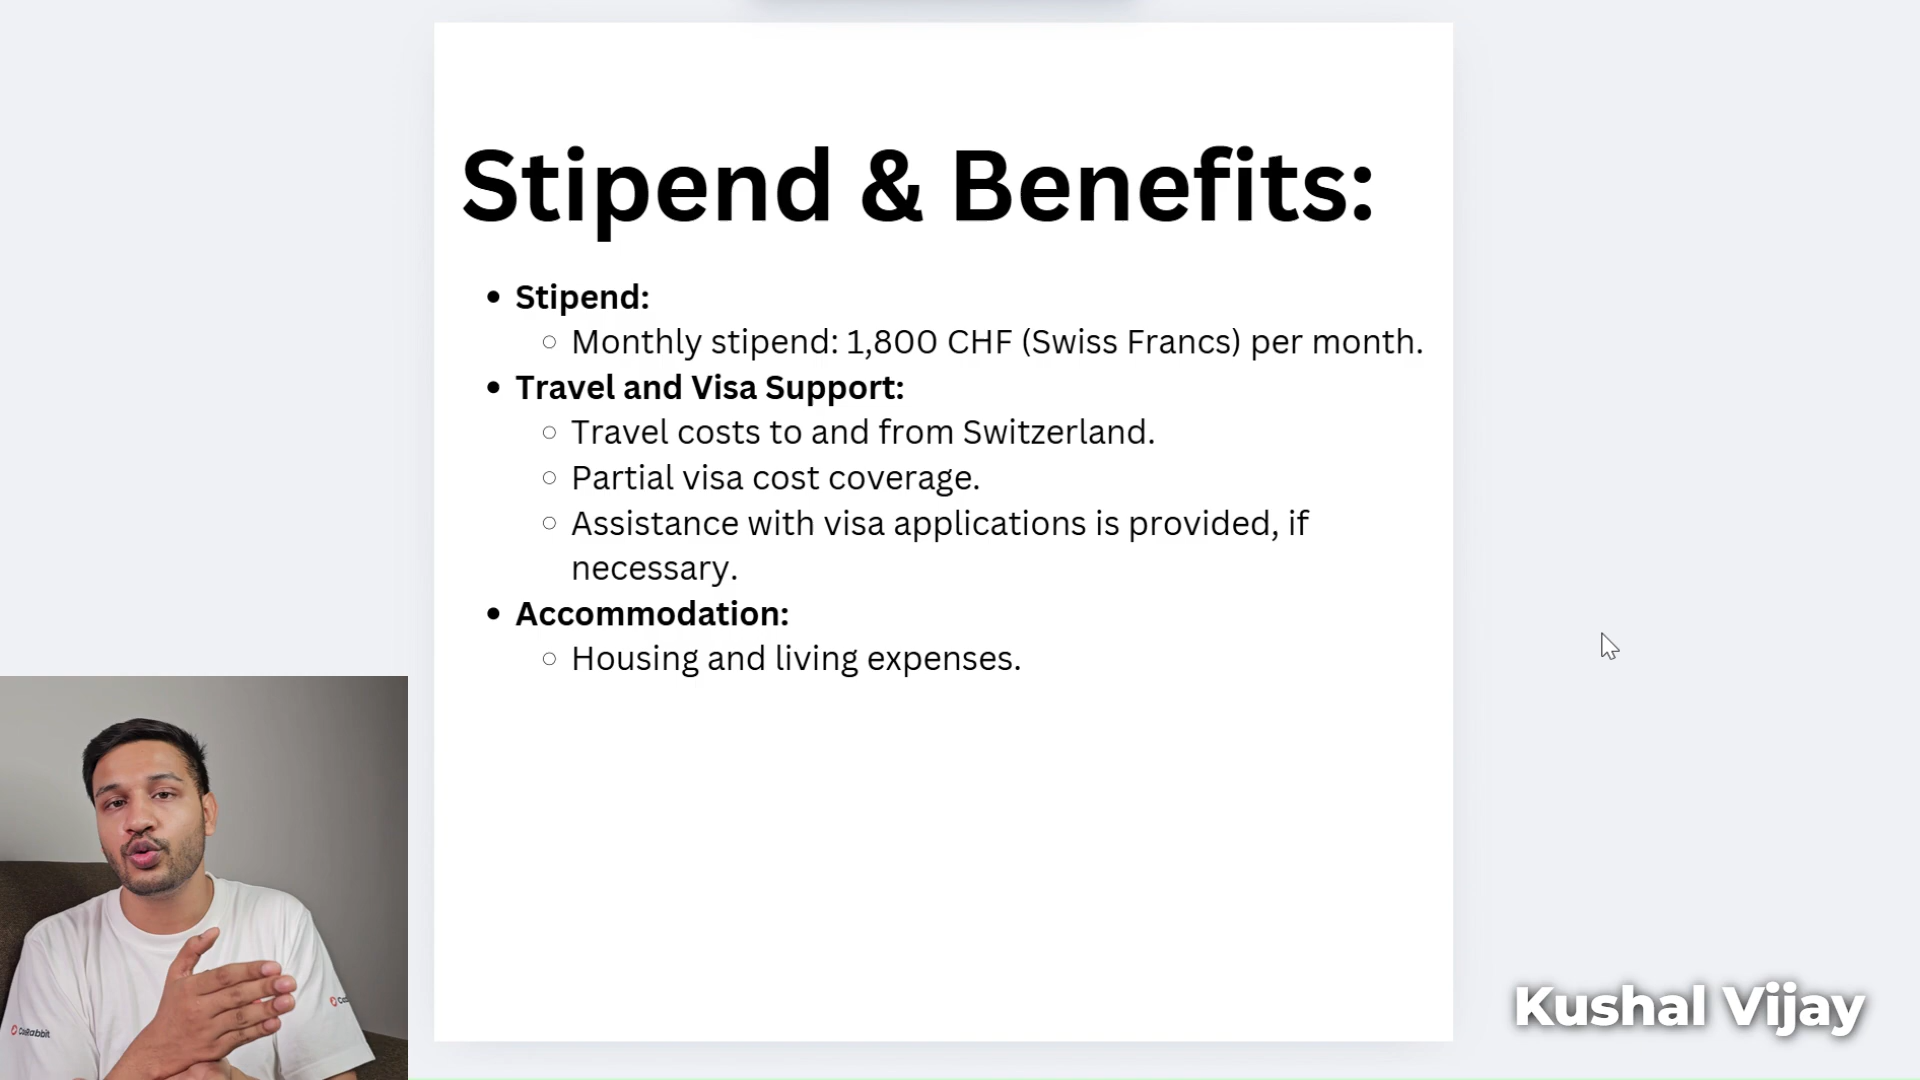 Stipend & Benefits:
• Stipend:
○ Monthly stipend: 1,800 CHF (Swiss Francs) per month.
• Travel and Visa Support:
○ Travel costs to and from Switzerland.
○ Partial visa cost coverage.
○ Assistance with visa applications is provided, if
necessary.
• Accommodation:
○ Housing and living expenses.
CodeRabbit
Kushal Vijay